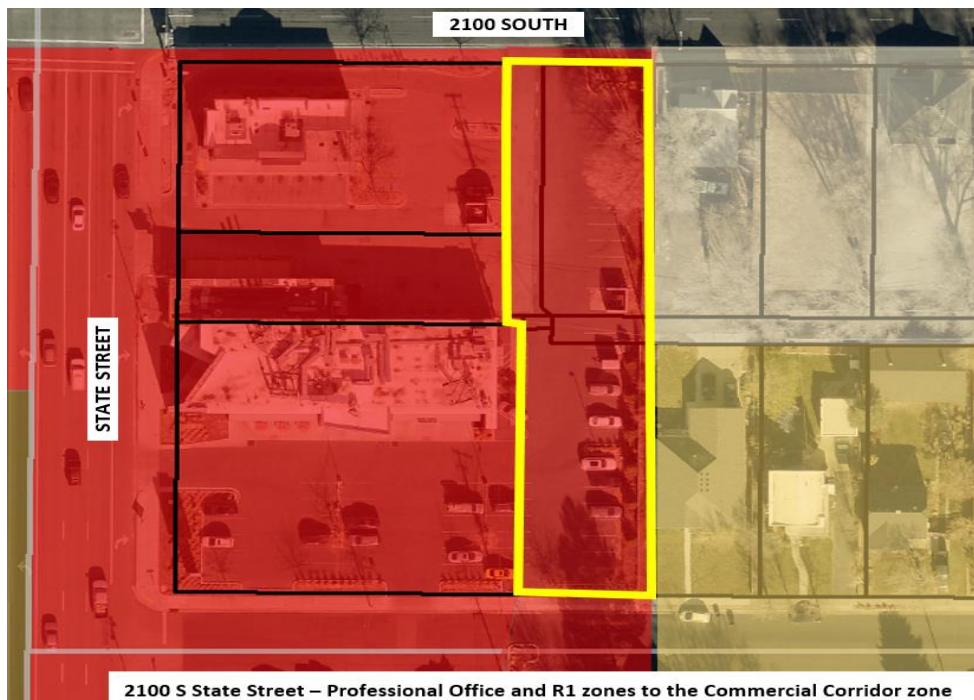 2100 SOUTH
STATE STREET
2100 S State Street – Professional Office and R1 zones to the Commercial Corridor zone